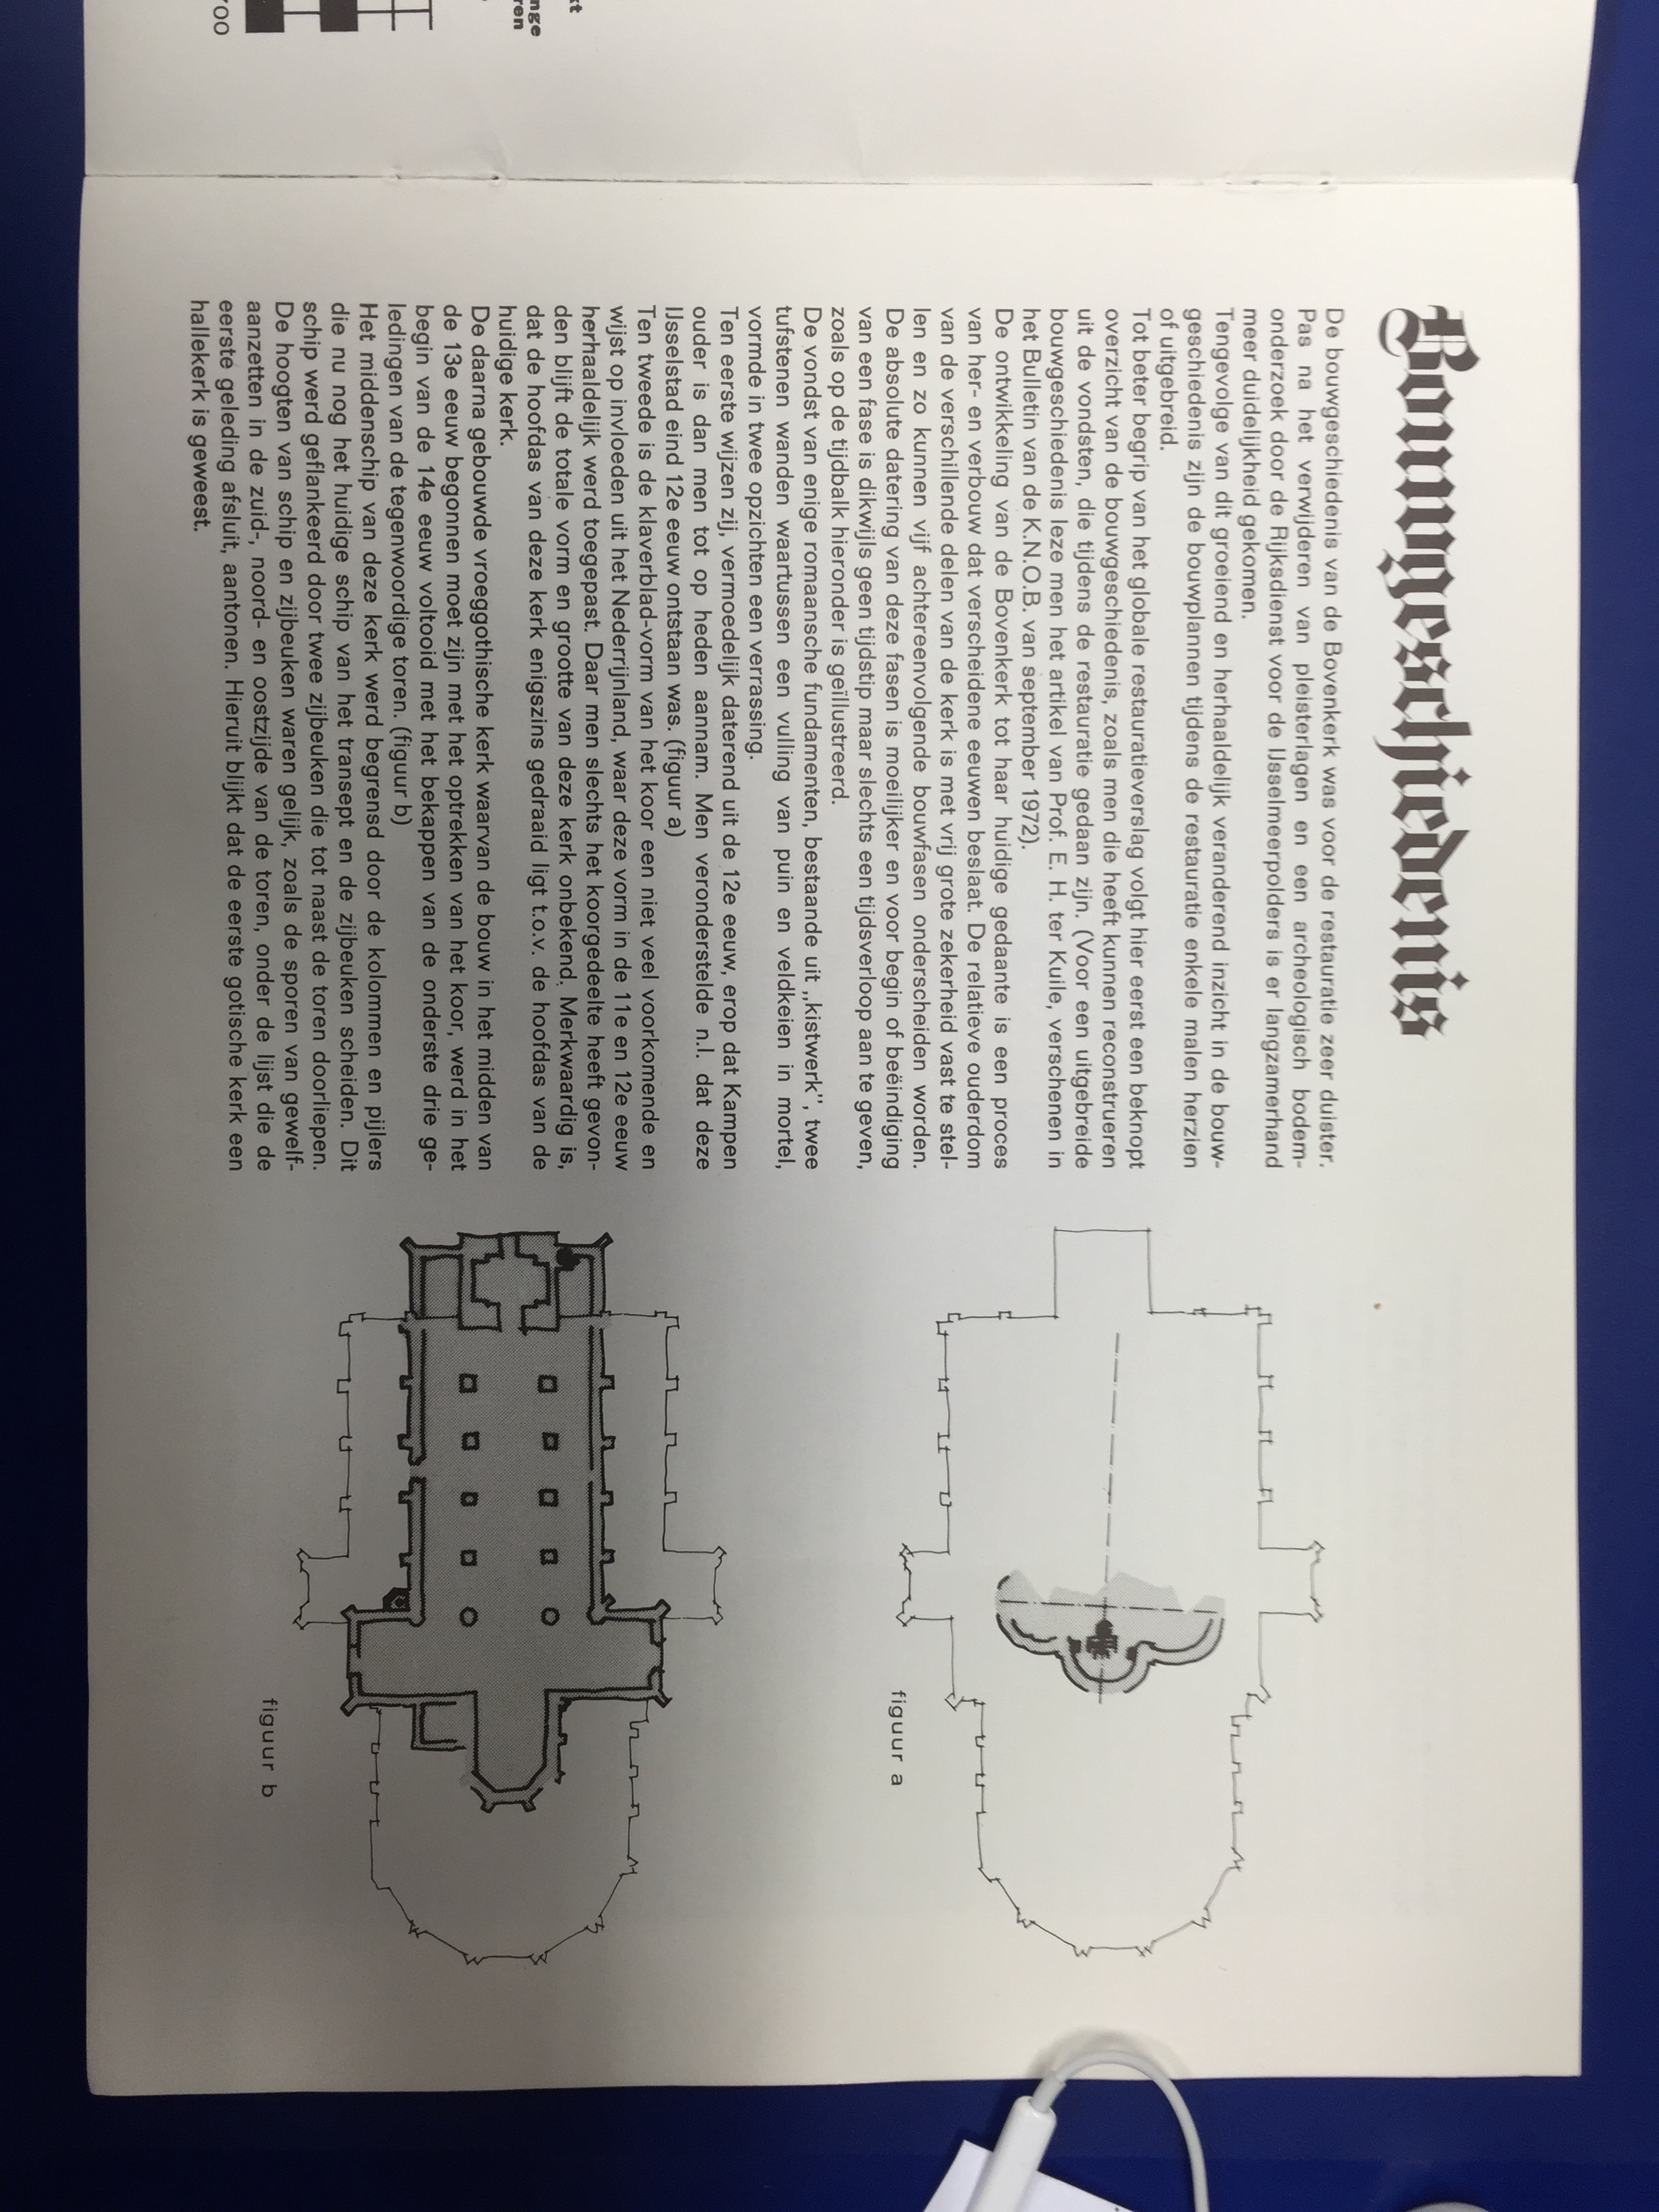 Bouwgeschiedenis
De bouwgeschiedenis van de Bovenkerk was voor de restauratie zeer duister.
Pas na het verwijderen van pleisterlagen en een archeologisch bodem-
onderzoek door de Rijksdienst voor de IJsselmeerpolders is er langzamerhand
meer duidelijkheid gekomen.
Tengevolge van dit groeiend en herhaaldelijk veranderend inzicht in de bouw-
geschiedenis zijn de bouwplannen tijdens de restauratie enkele malen herzien
of uitgebreid.
Tot beter begrip van het globale restauratieverslag volgt hier eerst een beknopt
overzicht van de bouwgeschiedenis, zoals men die heeft kunnen reconstrueren
uit de vondsten, die tijdens de restauratie gedaan zijn. (Voor een uitgebreide
bouwgeschiedenis leze men het artikel van Prof. E. H. ter Kuile, verschenen in
het Bulletin van de K.N.O.B. van september 1972).
De ontwikkeling van de Bovenkerk tot haar huidige gedaante is een proces
van her- en verbouw dat verscheidene eeuwen beslaat. De relatieve ouderdom
van de verschillende delen van de kerk is met vrij grote zekerheid vast te stel-
len en zo kunnen vijf achtereenvolgende bouwfasen onderscheiden worden.
De absolute datering van deze fasen is moeilijker en voor begin of beëindiging
van een fase is dikwijls geen tijdstip maar slechts een tijdsverloop aan te geven,
zoals op de tijdbalk hieronder is geïllustreerd.
De vondst van enige romaansche fundamenten, bestaande uit „kistwerk", twee
tufstenen wanden waartussen een vulling van puin en veldkeien in mortel,
vormde in twee opzichten een verrassing.
Ten eerste wijzen zij, vermoedelijk daterend uit de 12e eeuw, erop dat Kampen
ouder is dan men tot op heden aannam. Men veronderstelde n.l. dat deze
IJsselstad eind 12e eeuw ontstaan was. (figuur a)
Ten tweede is de klaverblad-vorm van het koor een niet veel voorkomende en
wijst op invloeden uit het Nederrijnland, waar deze vorm in de 11e en 12e eeuw
herhaaldelijk werd toegepast. Daar men slechts het koorgedeelte heeft gevon-
den blijft de totale vorm en grootte van deze kerk onbekend. Merkwaardig is,
dat de hoofdas van deze kerk enigszins gedraaid ligt t.o.v. de hoofdas van de
huidige kerk.
De daarna gebouwde vroeggothische kerk waarvan de bouw in het midden van
de 13e eeuw begonnen moet zijn met het optrekken van het koor, werd in het
begin van de 14e eeuw voltooid met het bekappen van de onderste drie ge-
ledingen van de tegenwoordige toren. (figuur b)
Het middenschip van deze kerk werd begrensd door de kolommen en pijlers
die nu nog het huidige schip van het transept en de zijbeuken scheiden. Dit
schip werd geflankeerd door twee zijbeuken die tot naast de toren doorliepen.
De hoogten van schip en zijbeuken waren gelijk, zoals de sporen van gewelf-
aanzetten in de zuid-, noord- en oostzijde van de toren, onder de lijst die de
eerste geleding afsluit, aantonen. Hieruit blijkt dat de eerste gotische kerk een
hallekerk is geweest.
figuur a
figuur b
kt
nge
ren
700